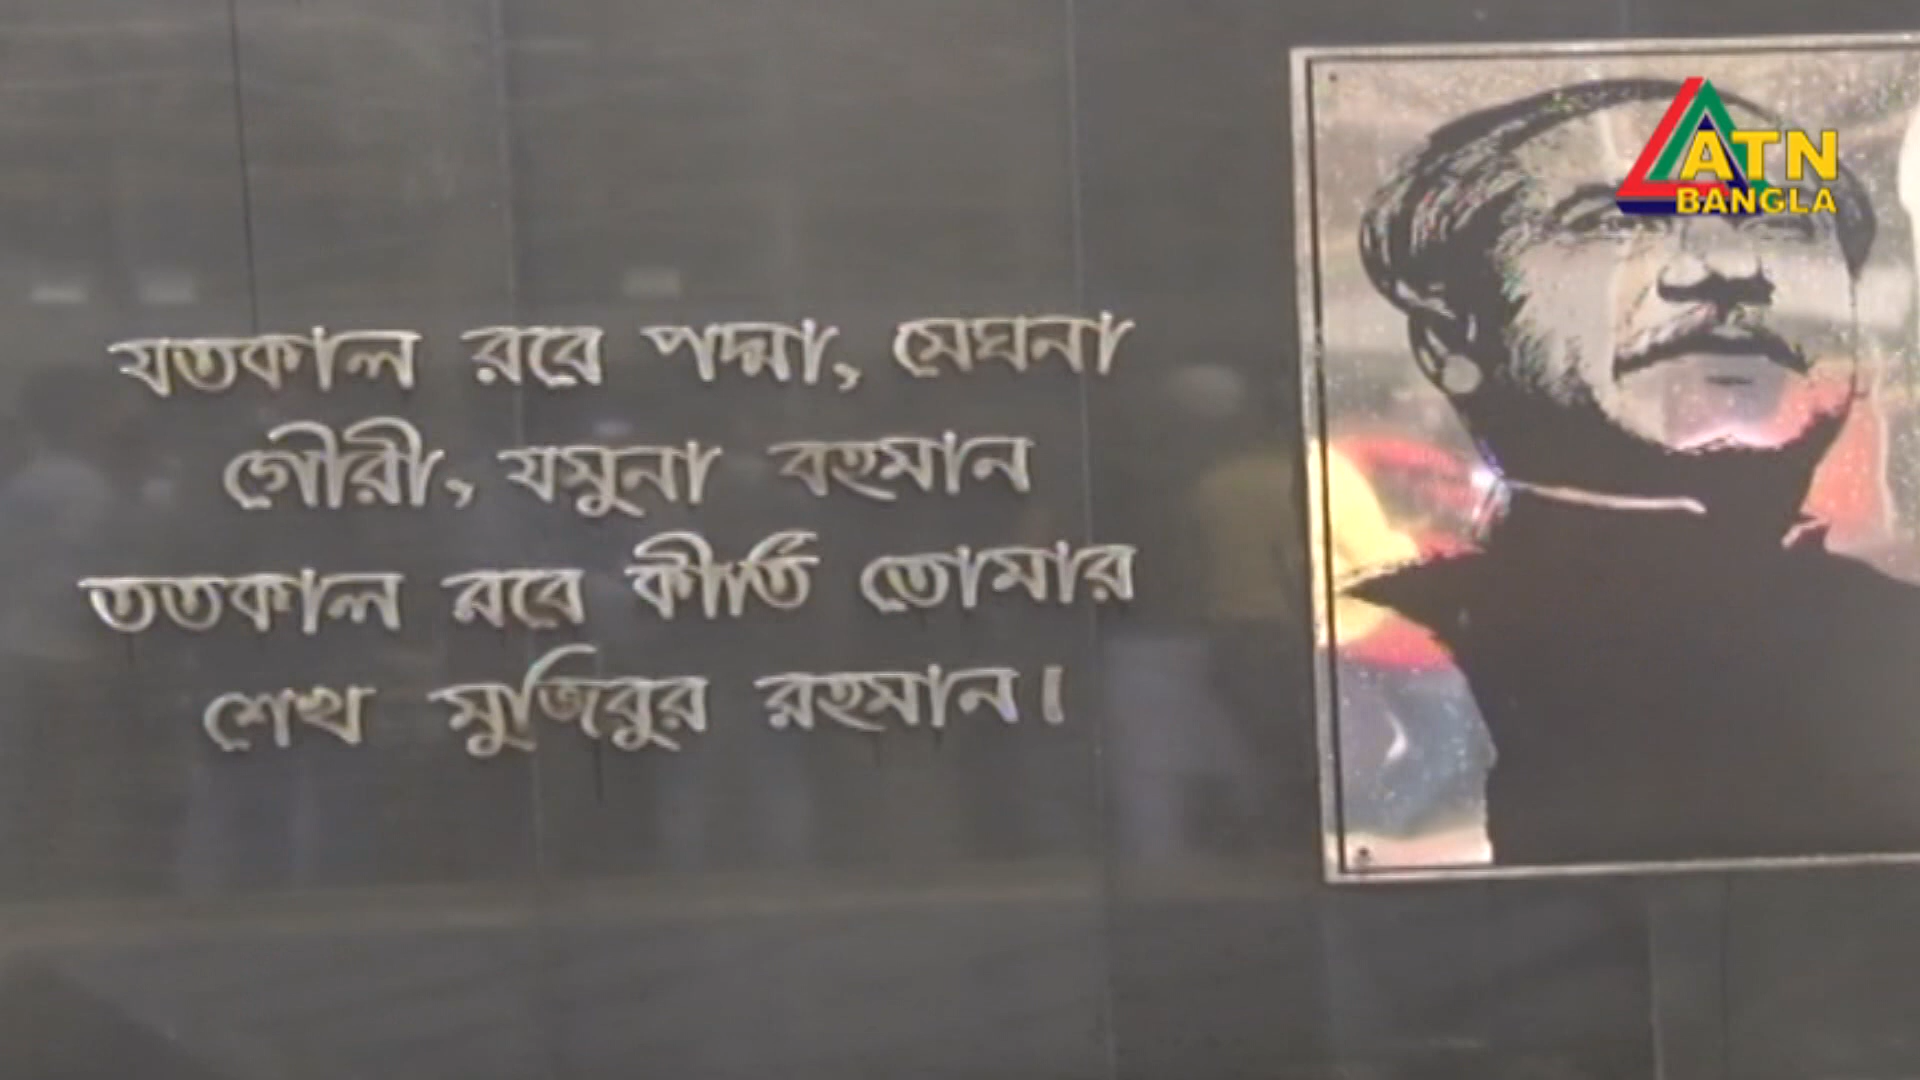 যতকাল রবে পদ্মা, মেঘনা
গৌরী, যমুনা বহমান
ততকাল রবে কীর্তি তোমার
শেখ মুজিবুর রহমান।
ATN
BANGLA